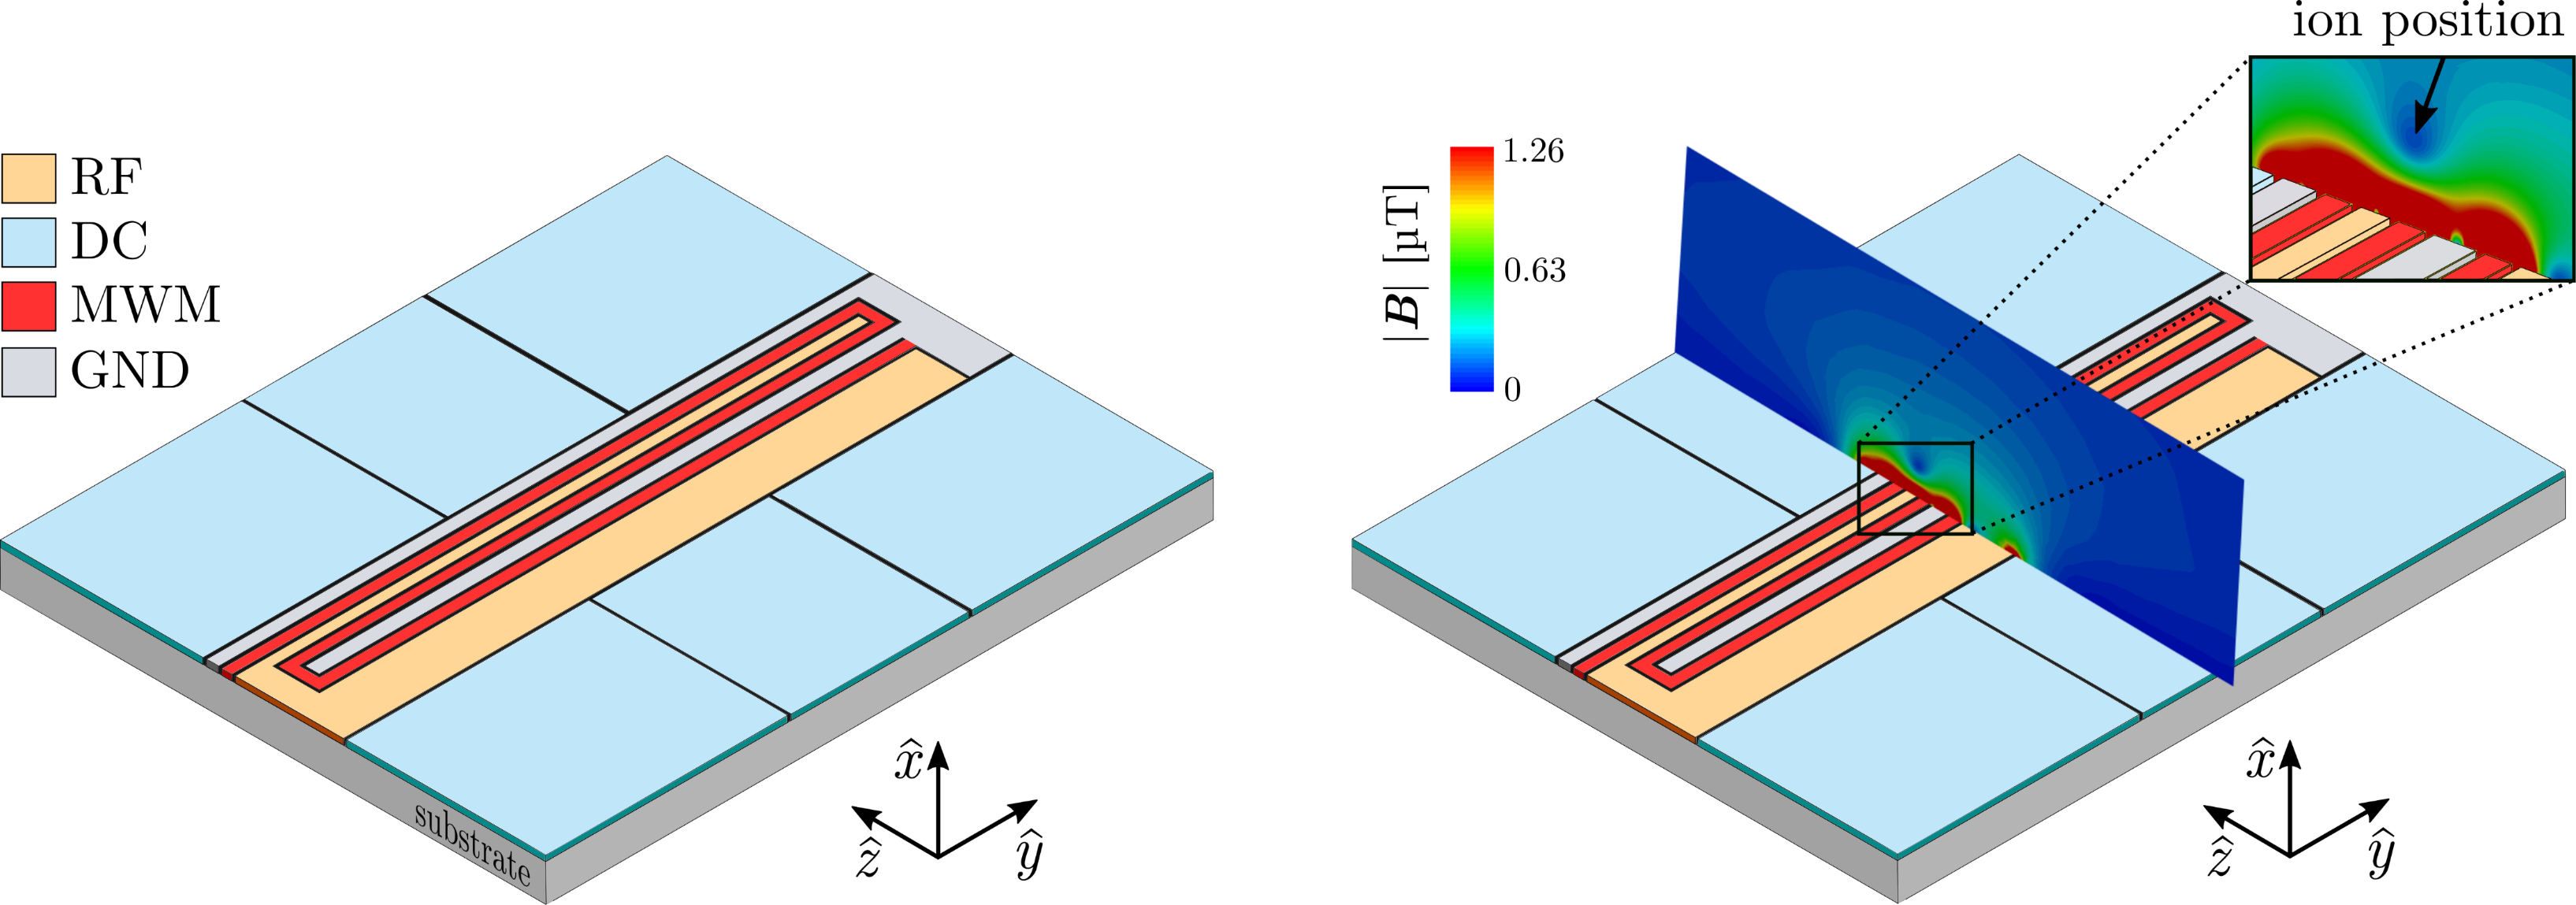 RF
DC
MWM
GND
substrate
x̂
ẑ
ŷ
|B| [µT]
1.26
0.63
0
ion position
x̂
ẑ
ŷ